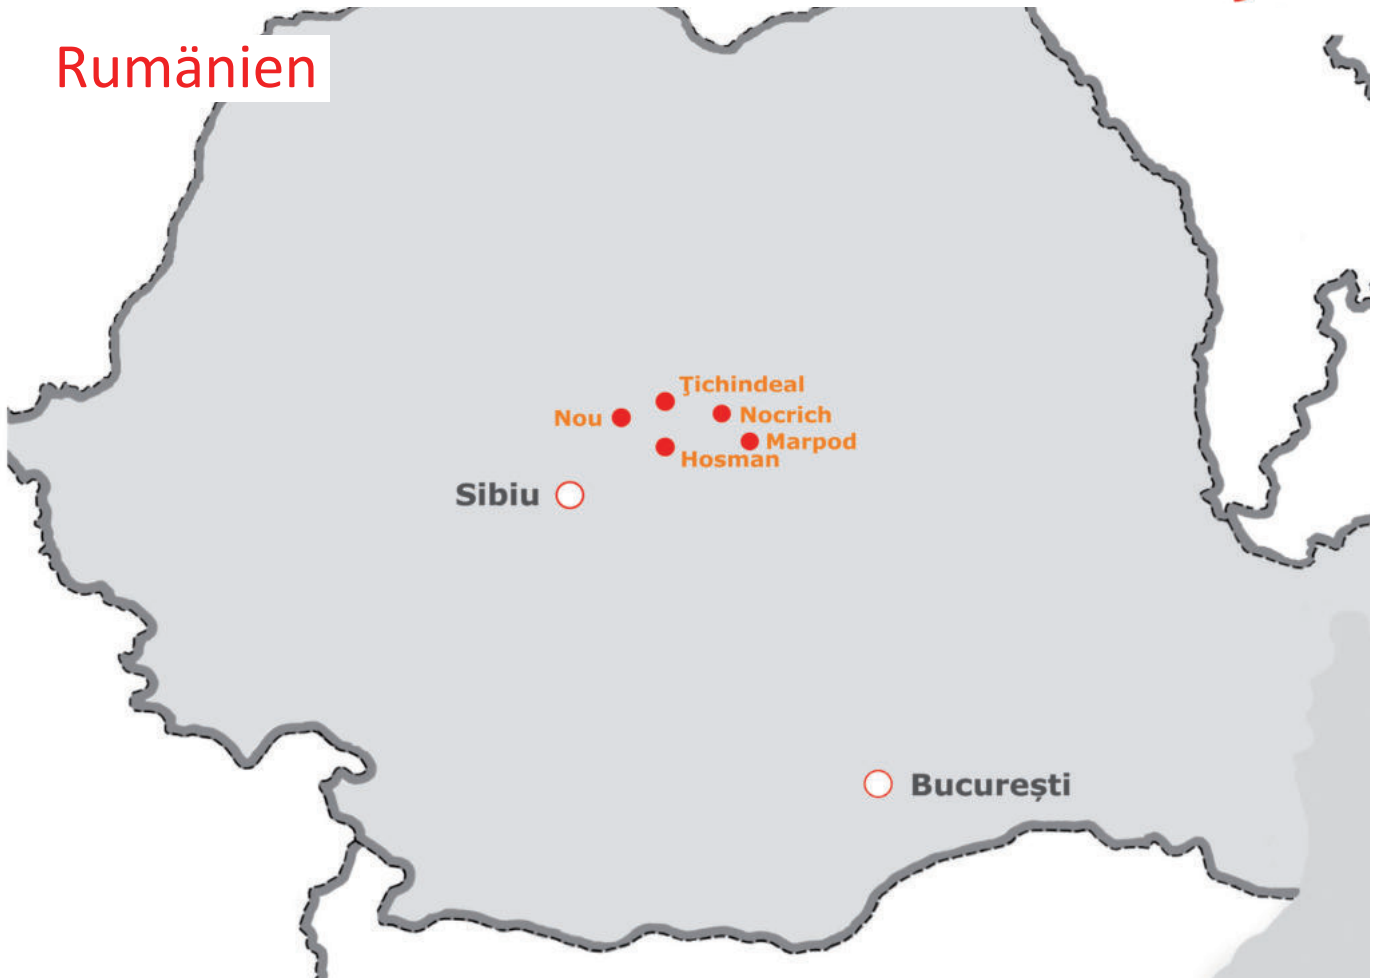 Rumänien
Ţichindeal
Nou
Nocrich
Marpod
Hosman
Sibiu
București